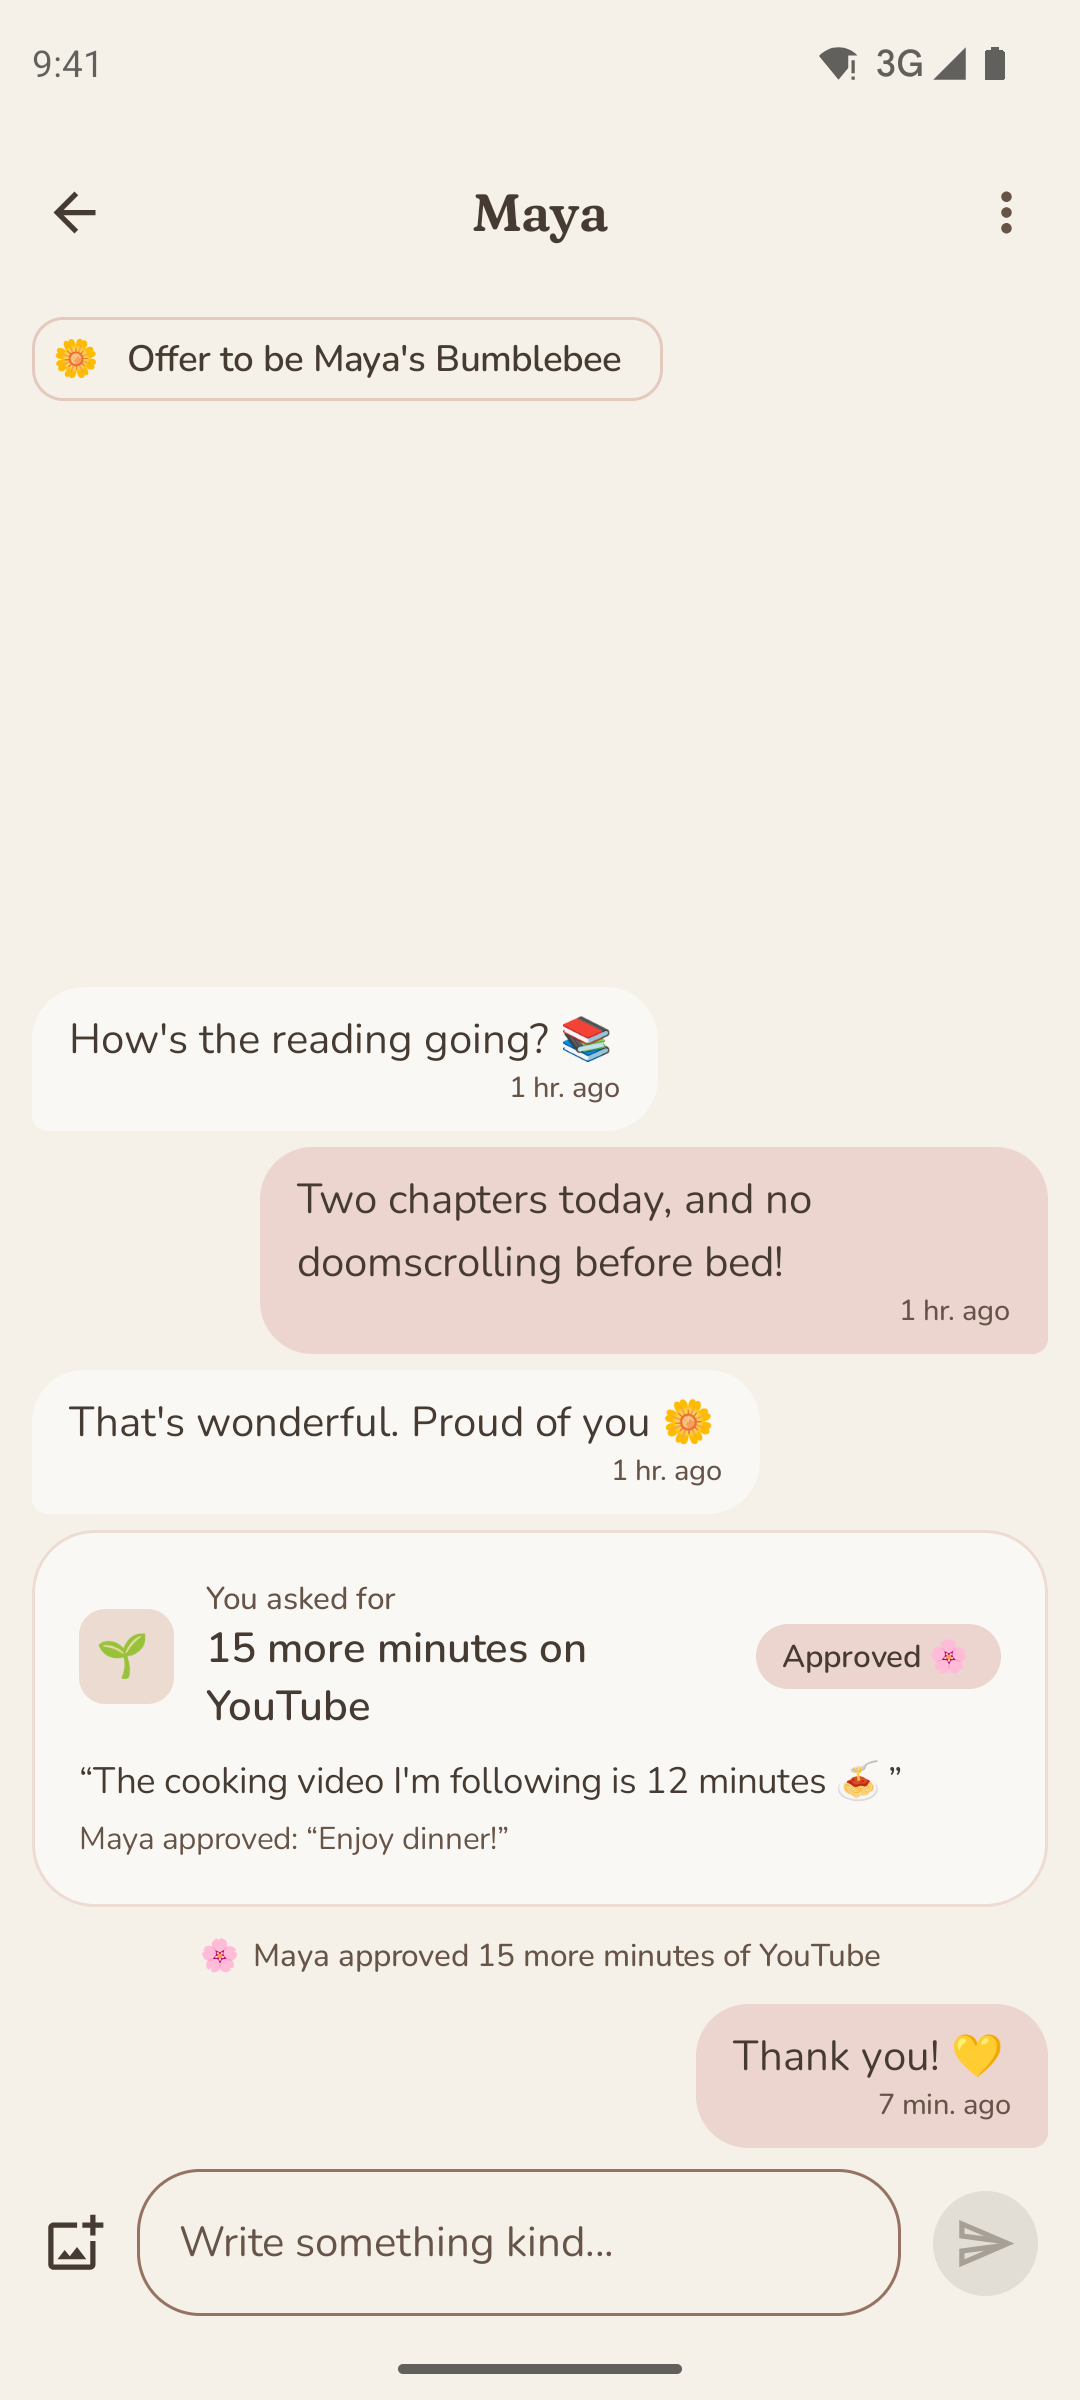 9:41
3G
Maya
🌼 Offer to be Maya's Bumblebee
How's the reading going? 📚
1 hr. ago
Two chapters today, and no
doomscrolling before bed!
1 hr. ago
That's wonderful. Proud of you 🌼
1 hr. ago
You asked for
15 more minutes on
YouTube
Approved 🌸
“The cooking video I'm following is 12 minutes 🍝 ”
Maya approved: “Enjoy dinner!”
🌸 Maya approved 15 more minutes of YouTube
Thank you! 💛
7 min. ago
Write something kind...